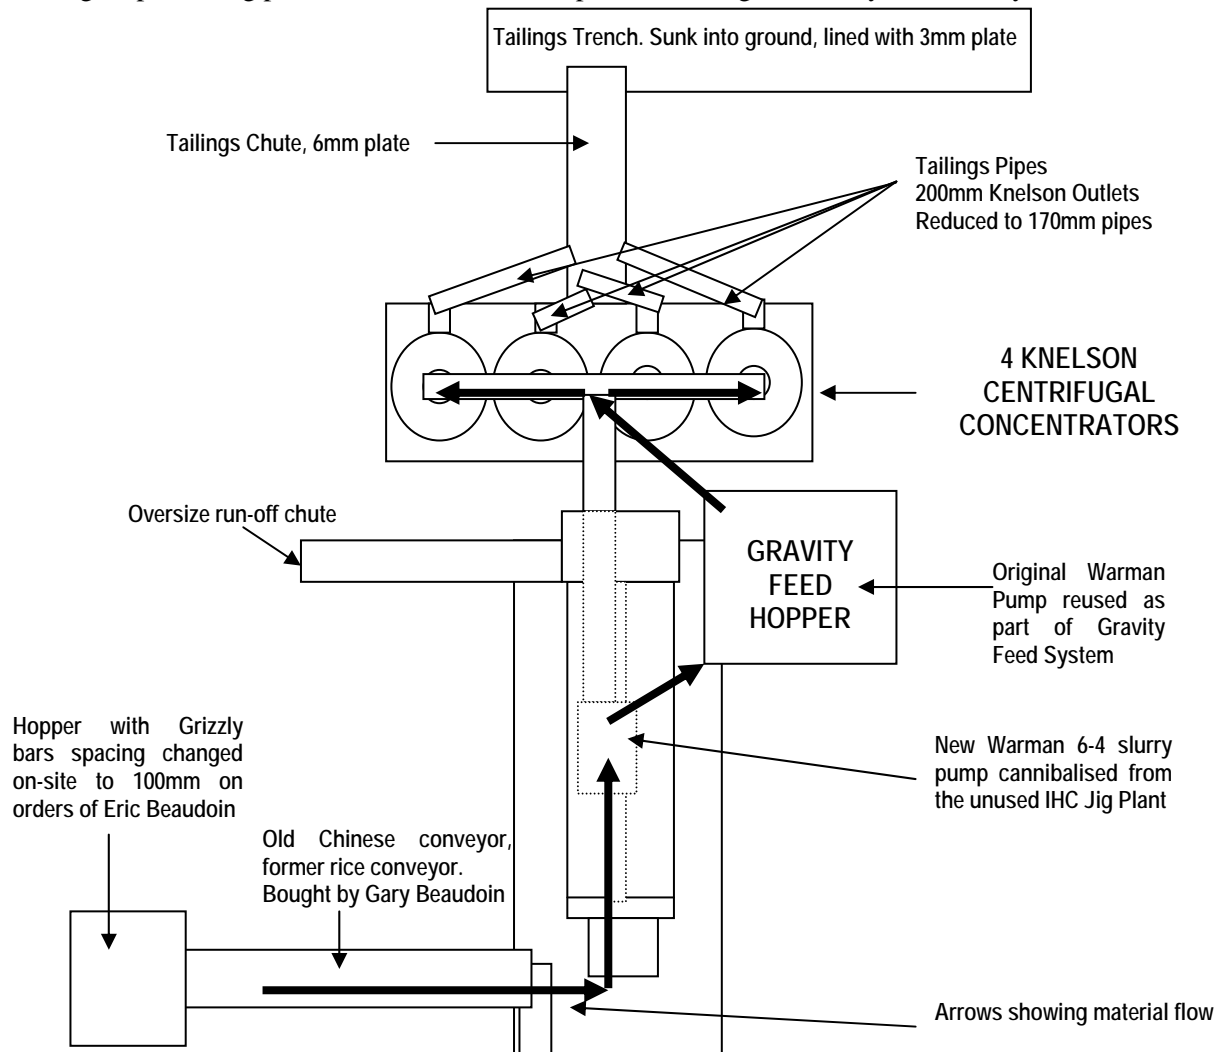 Tailings Trench. Sunk into ground, lined with 3mm plate
Tailings Chute, 6mm plate
Tailings Pipes
200mm Knelson Outlets
Reduced to 170mm pipes
4 KNELSON
CENTRIFUGAL
CONCENTRATORS
Oversize run-off chute
GRAVITY
FEED
HOPPER
Original Warman
Pump reused as
part of Gravity
Feed System
Hopper with Grizzly
bars spacing changed
on-site to 100mm on
orders of Eric Beaudoin
New Warman 6-4 slurry
pump cannibalised from
the unused IHC Jig Plant
Old Chinese conveyor,
former rice conveyor.
Bought by Gary Beaudoin
Arrows showing material flow